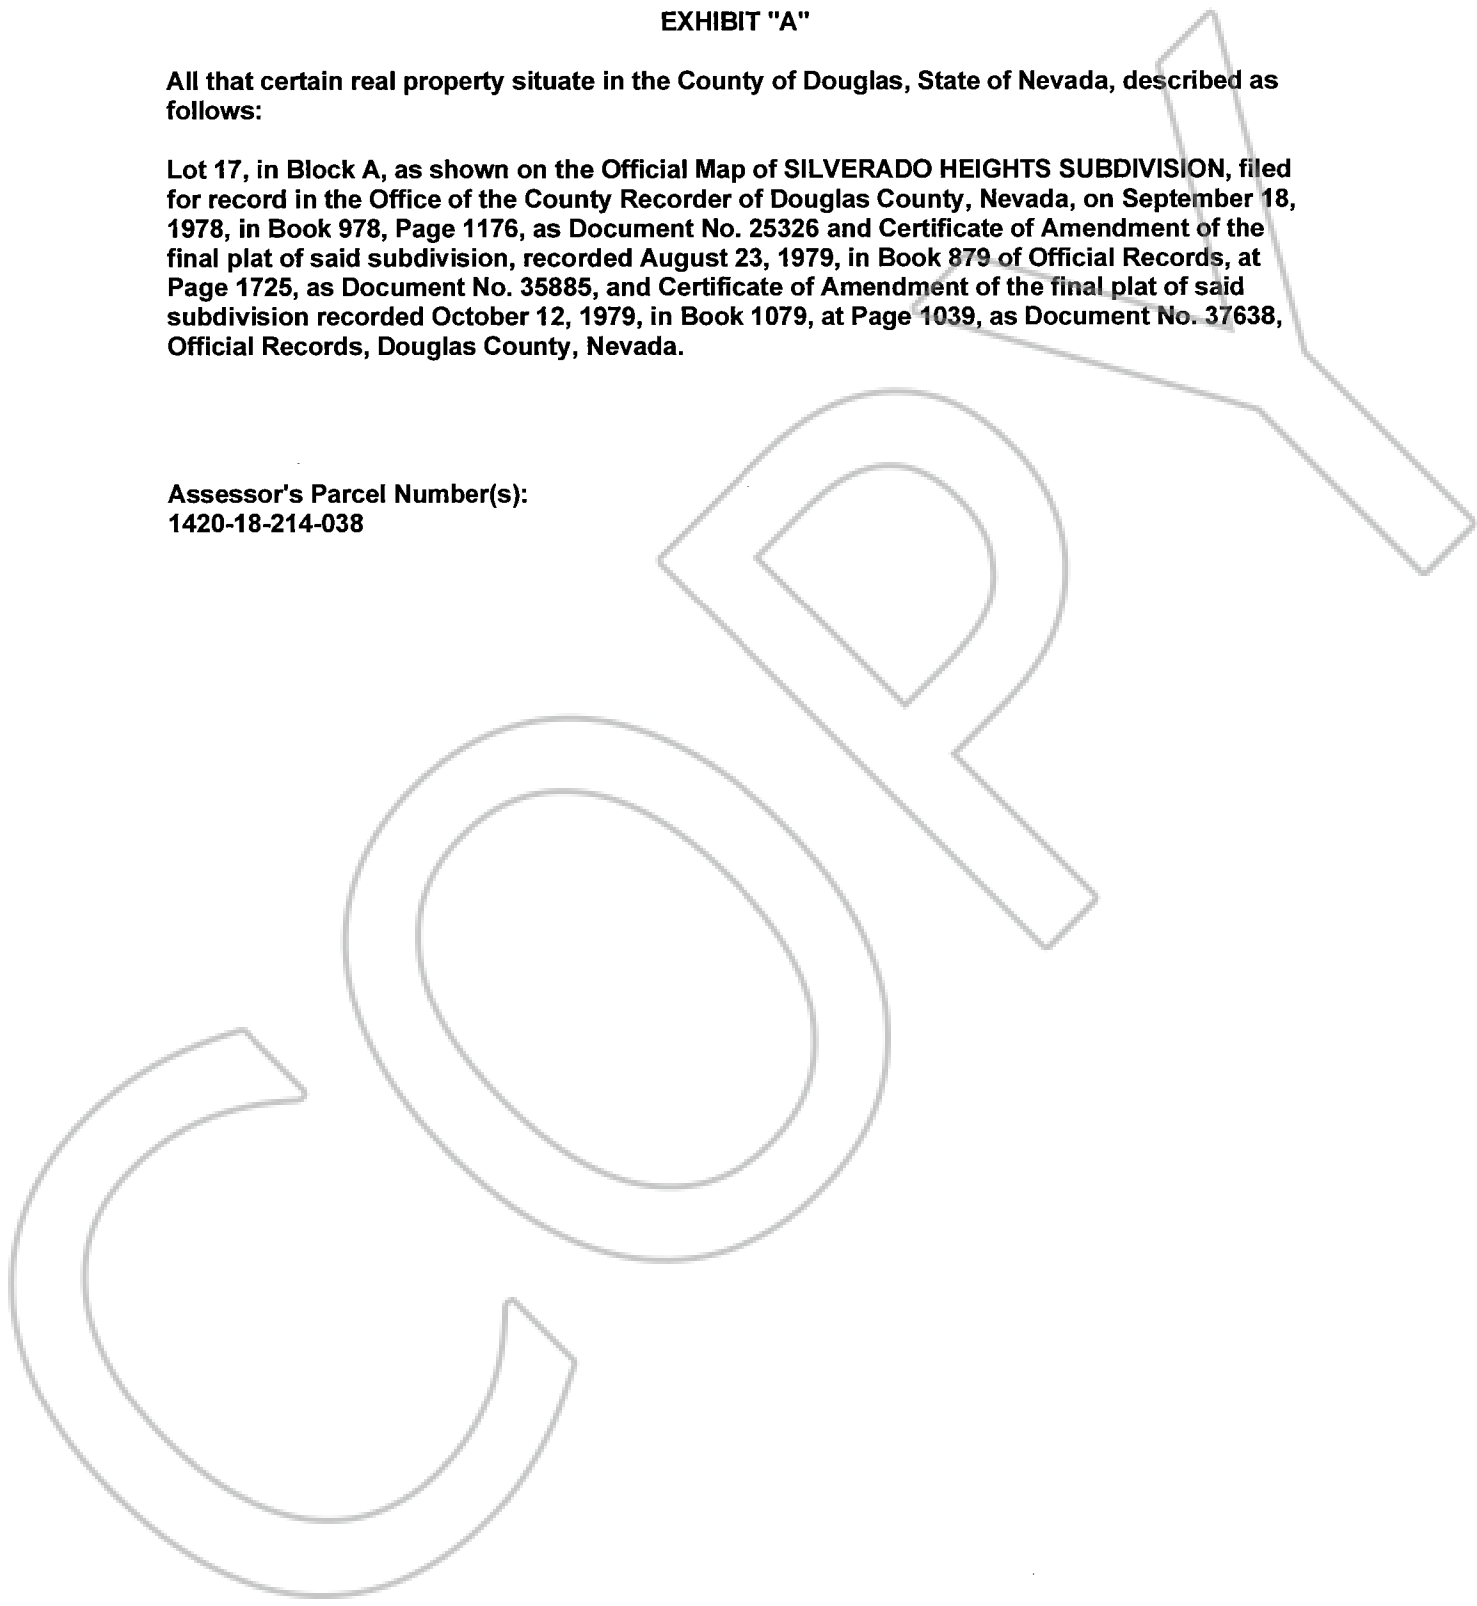 EXHIBIT "A"
All that certain real property situate in the County of Douglas, State of Nevada, described as
follows:
Lot 17, in Block A, as shown on the Official Map of SILVERADO HEIGHTS SUBDIVISION, filed
for record in the Office of the County Recorder of Douglas County, Nevada, on September 18,
1978, in Book 978, Page 1176, as Document No. 25326 and Certificate of Amendment of the
final plat of said subdivision, recorded August 23, 1979, in Book 879 of Official Records, at
Page 1725, as Document No. 35885, and Certificate of Amendment of the final plat of said
subdivision recorded October 12, 1979, in Book 1079, at Page 1039, as Document No. 37638,
Official Records, Douglas County, Nevada.
Assessor's Parcel Number(s):
1420-18-214-038
COPY